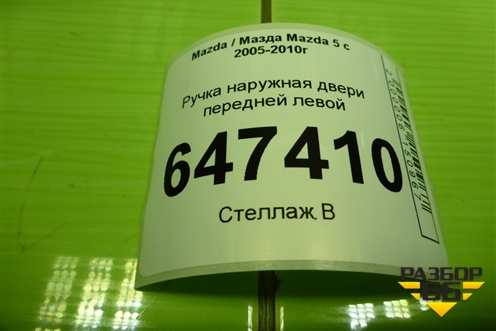 Mazda / Мазда Mazda 5 с
2005-2010г
Ручка наружная двери
передней левой
647410
Стеллаж В
РАЗБОР
66